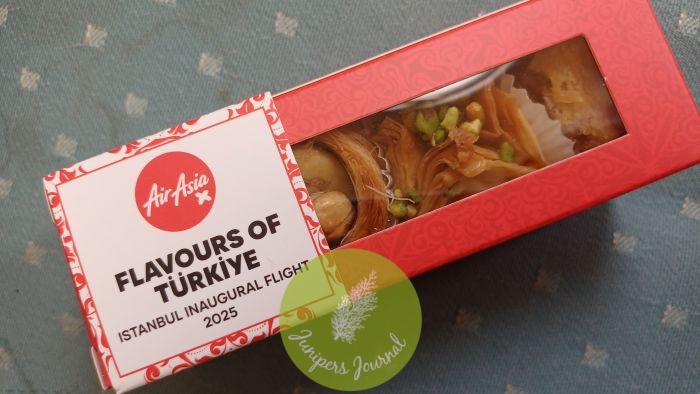 AirAsia
X
FLAVOURS OF
TÜRKİYE
ISTANBUL INAUGURAL FLIGHT
2025
Junipers Journal